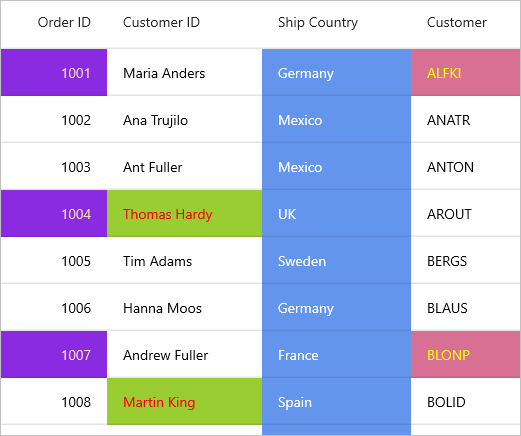 Order ID Customer ID Ship Country Customer
1001 Maria Anders Germany ALFKI
1002 Ana Trujilo Mexico ANATR
1003 Ant Fuller Mexico ANTON
1004 Thomas Hardy UK AROUT
1005 Tim Adams Sweden BERGS
1006 Hanna Moos Germany BLAUS
1007 Andrew Fuller France BLONP
1008 Martin King Spain BOLID